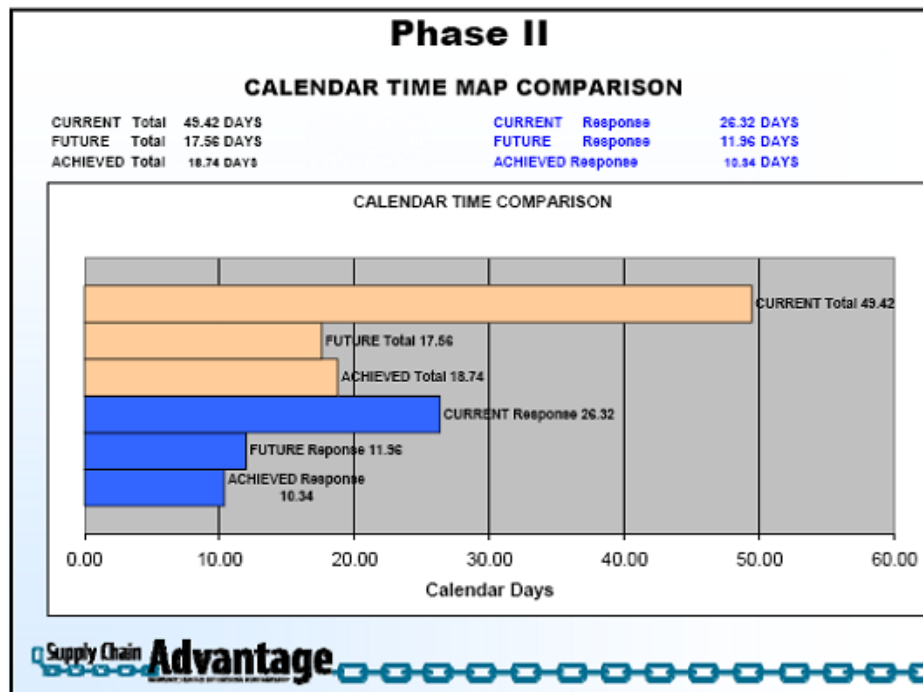 Phase II
CALENDAR TIME MAP COMPARISON
CURRENT Total 49.42 DAYS
FUTURE Total 17.56 DAYS
ACHIEVED Total 18.74 DAYS
CURRENT Response 26.32 DAYS
FUTURE Response 11.96 DAYS
ACHIEVED Response 10.34 DAYS
CALENDAR TIME COMPARISON
CURRENT Total 49.42
FUTURE Total 17.56
ACHIEVED Total 18.74
CURRENT Response 26.32
FUTURE Reponse 11.96
ACHIEVED Response
10.34
0.00 10.00 20.00 30.00 40.00 50.00 60.00
Calendar Days
Supply Chain Advantage